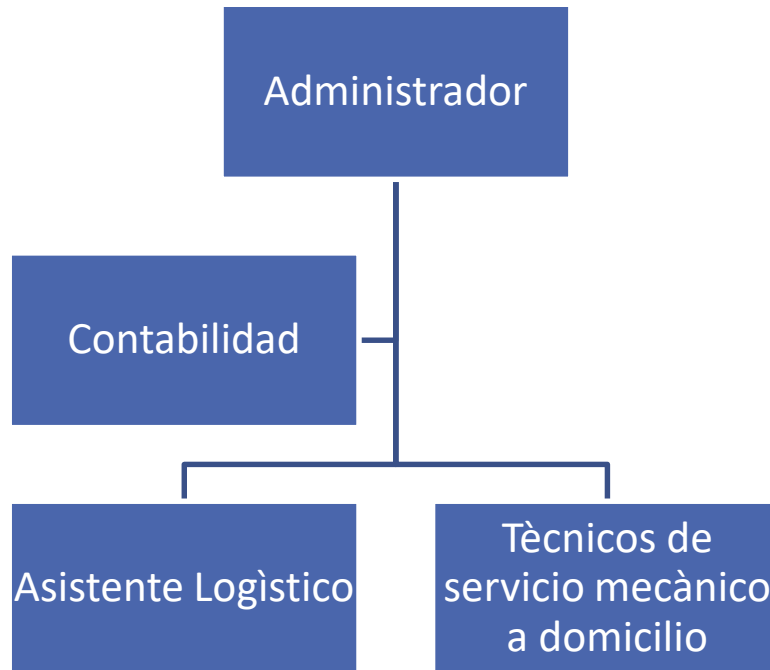 Administrador
Contabilidad
Asistente Logìstico
Tècnicos de
servicio mecànico
a domicilio